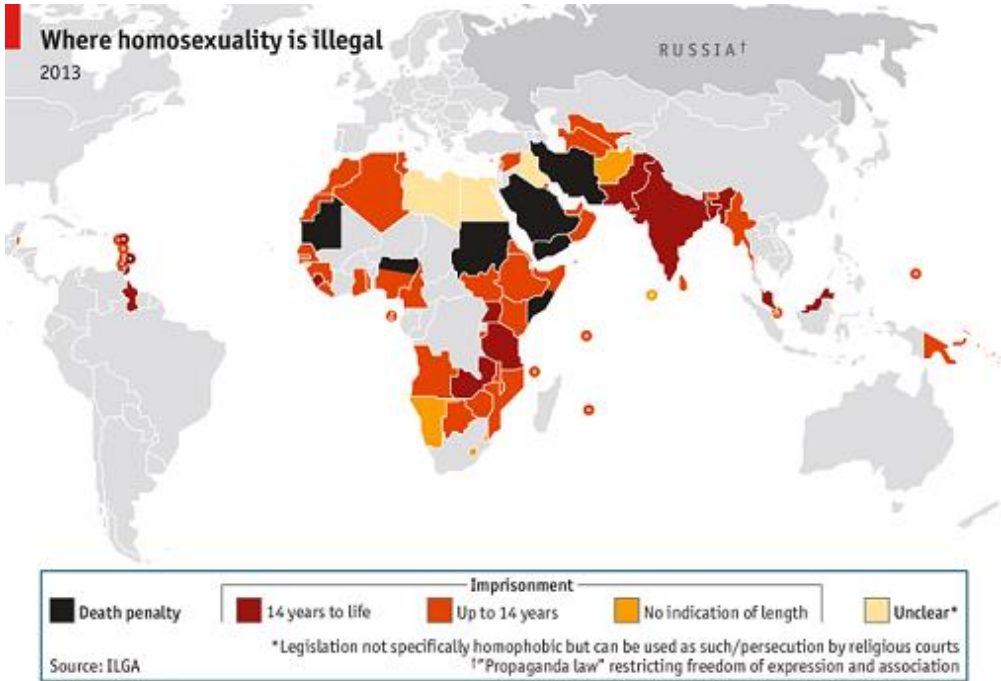 Where homosexuality is illegal
2013
RUSSIA†
Imprisonment
Death penalty
14 years to life
Up to 14 years
No indication of length
Unclear*
*Legislation not specifically homophobic but can be used as such/persecution by religious courts
Source: ILGA
†"Propaganda law" restricting freedom of expression and association